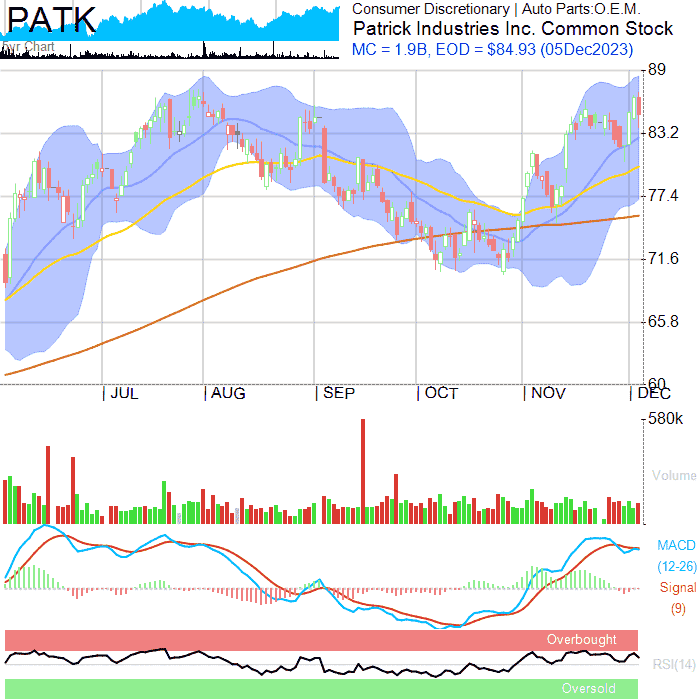 PATK
5yr Chart
Consumer Discretionary | Auto Parts:O.E.M.
Patrick Industries Inc. Common Stock
MC = 1.9B, EOD = $84.93 (05Dec2023)
89
83.2
77.4
71.6
65.8
60
JUL AUG SEP OCT NOV DEC
580k
Volume
MACD
(12-26)
Signal
(9)
Overbought
RSI(14)
Oversold